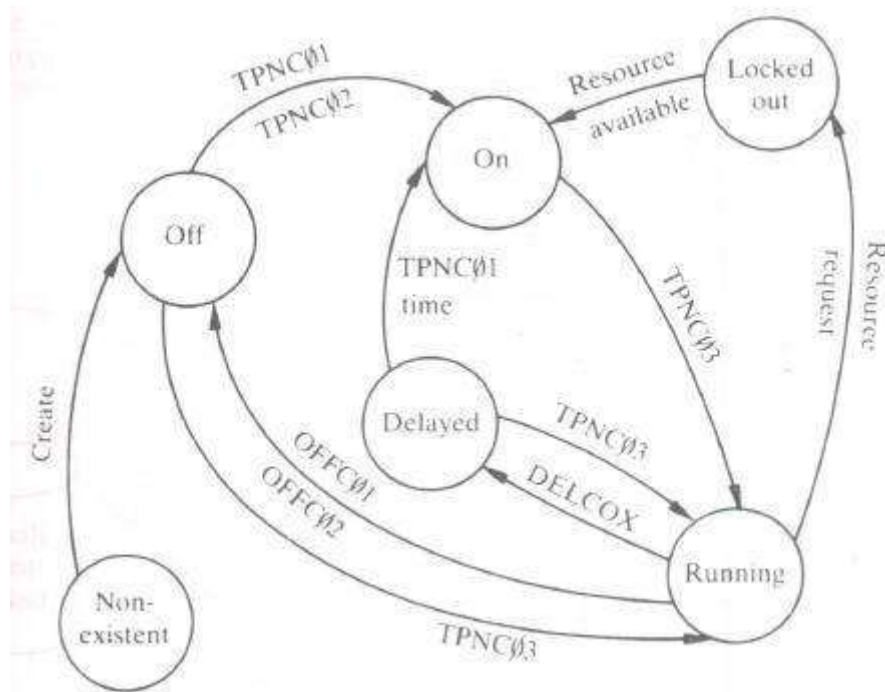 TPNCØ1
TPNCØ2
Resource
available
Locked
out
On
Off
TPNCØ1
time
TPNCØ3
Resource
request
Create
Delayed
TPNCØ3
DELCOX
OFFCØ1
OFFCØ2
Running
Non-
existent
TPNCØ3